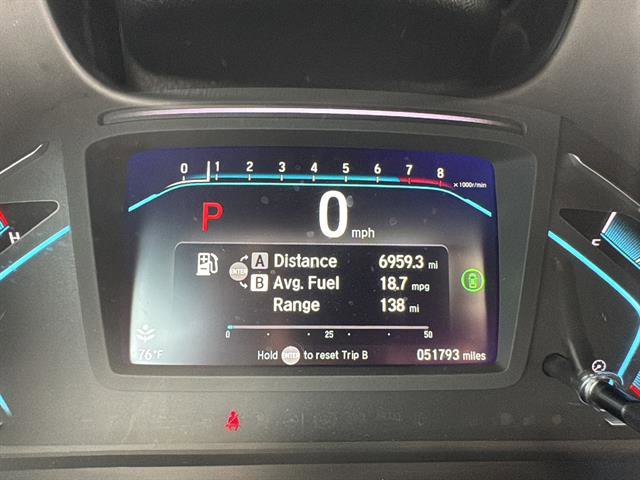 0 1 2 3 4 5 6 7 8 ×1000r/min
P 0 mph
A Distance 6959.3 mi
ENTER
B Avg. Fuel 18.7 mpg
Range 138 mi
0 25 50
76°F Hold ENTER to reset Trip B 051793 miles
H
C